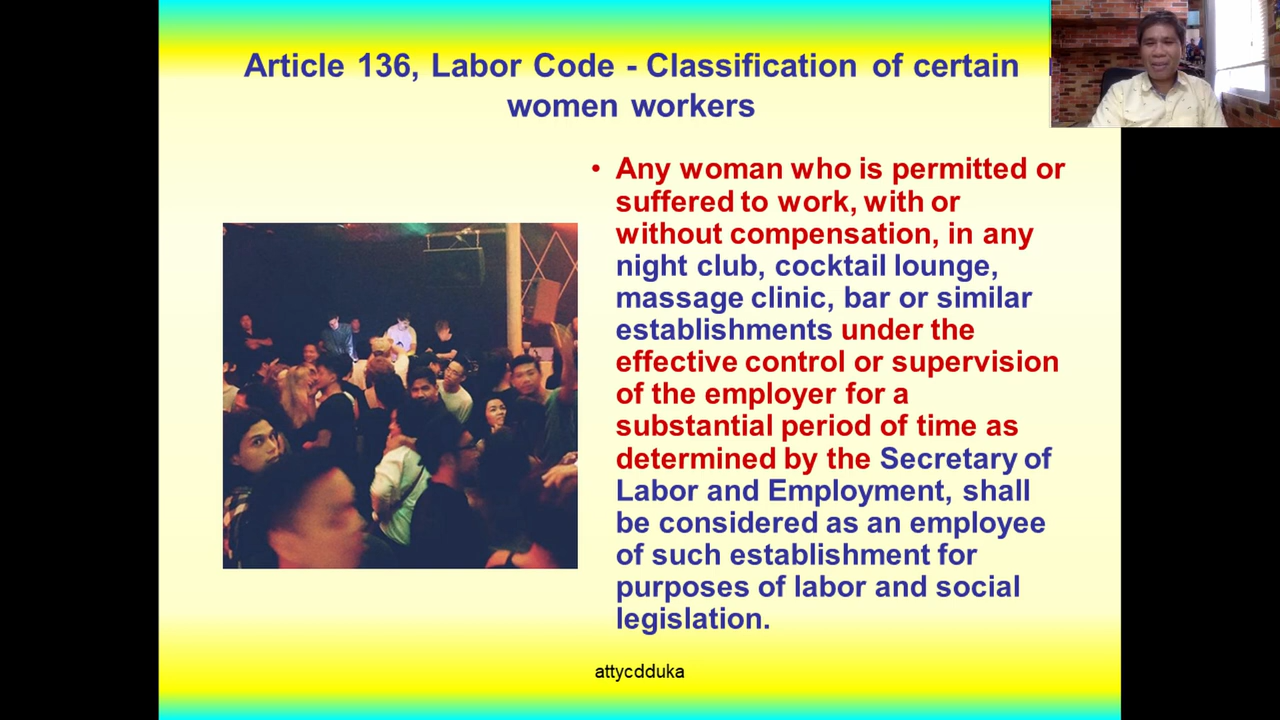 Article 136, Labor Code - Classification of certain
women workers
• Any woman who is permitted or
suffered to work, with or
without compensation, in any
night club, cocktail lounge,
massage clinic, bar or similar
establishments under the
effective control or supervision
of the employer for a
substantial period of time as
determined by the Secretary of
Labor and Employment, shall
be considered as an employee
of such establishment for
purposes of labor and social
legislation.
attycdduka